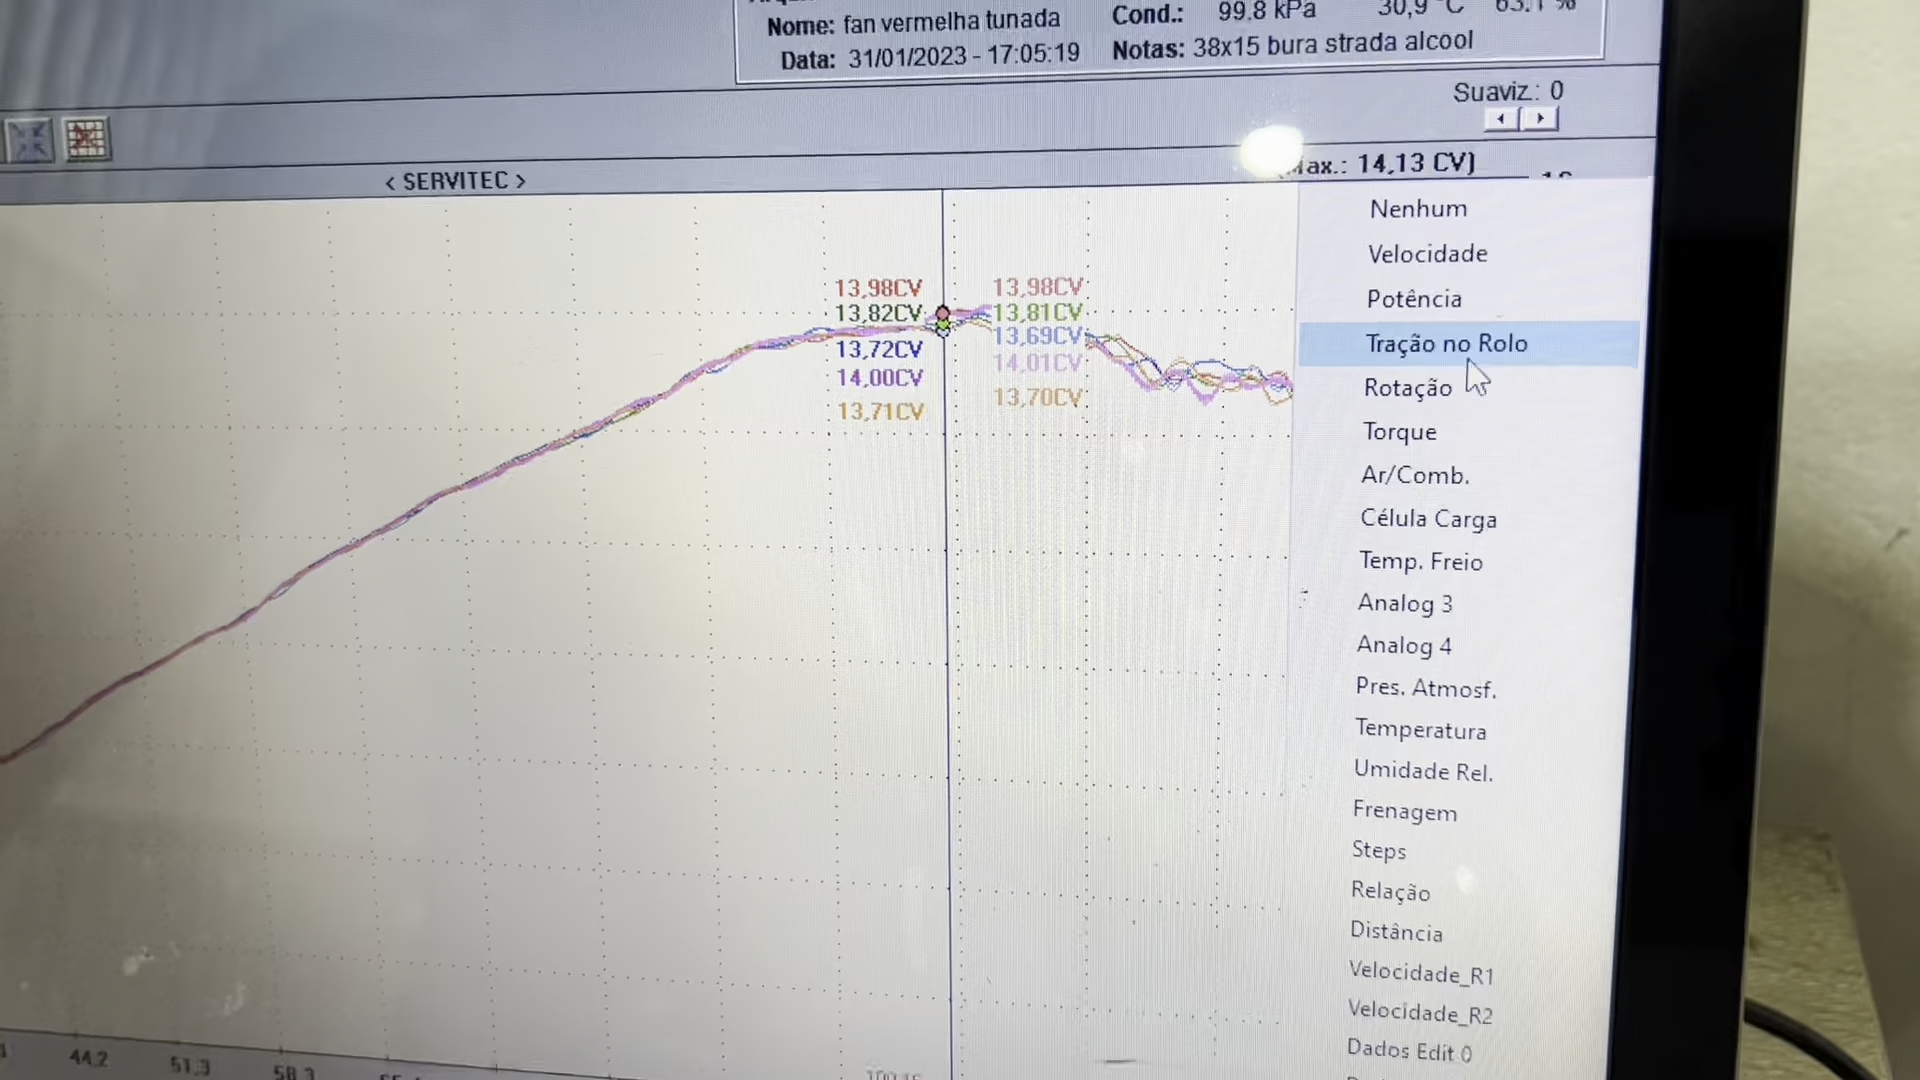 Nome: fan vermelha tunada
Cond.: 99.8 kPa 30,9 °C 63.1 %
Data: 31/01/2023 - 17:05:19
Notas: 38x15 bura strada alcool
Suaviz.: 0
< SERVITEC >
Max.: 14,13 CV)
13,98CV
13,82CV
13,72CV
14,00CV
13,71CV
13,98CV
13,81CV
13,69CV
14,01CV
13,70CV
Nenhum
Velocidade
Potência
Tração no Rolo
Rotação
Torque
Ar/Comb.
Célula Carga
Temp. Freio
Analog 3
Analog 4
Pres. Atmosf.
Temperatura
Umidade Rel.
Frenagem
Steps
Relação
Distância
Velocidade_R1
Velocidade_R2
Dados Edit 0
44,2
51,3
58,3